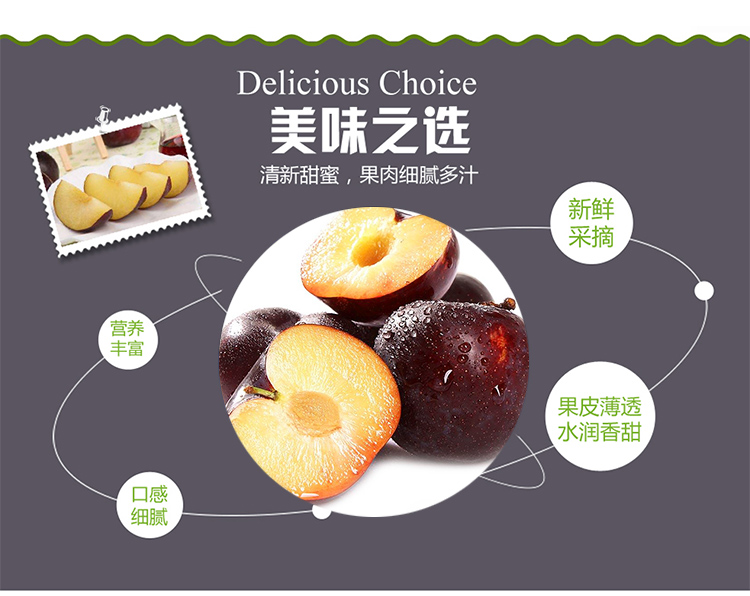 Delicious Choice
美味之选
清新甜蜜，果肉细腻多汁
新鲜
采摘
营养
丰富
果皮薄透
水润香甜
口感
细腻